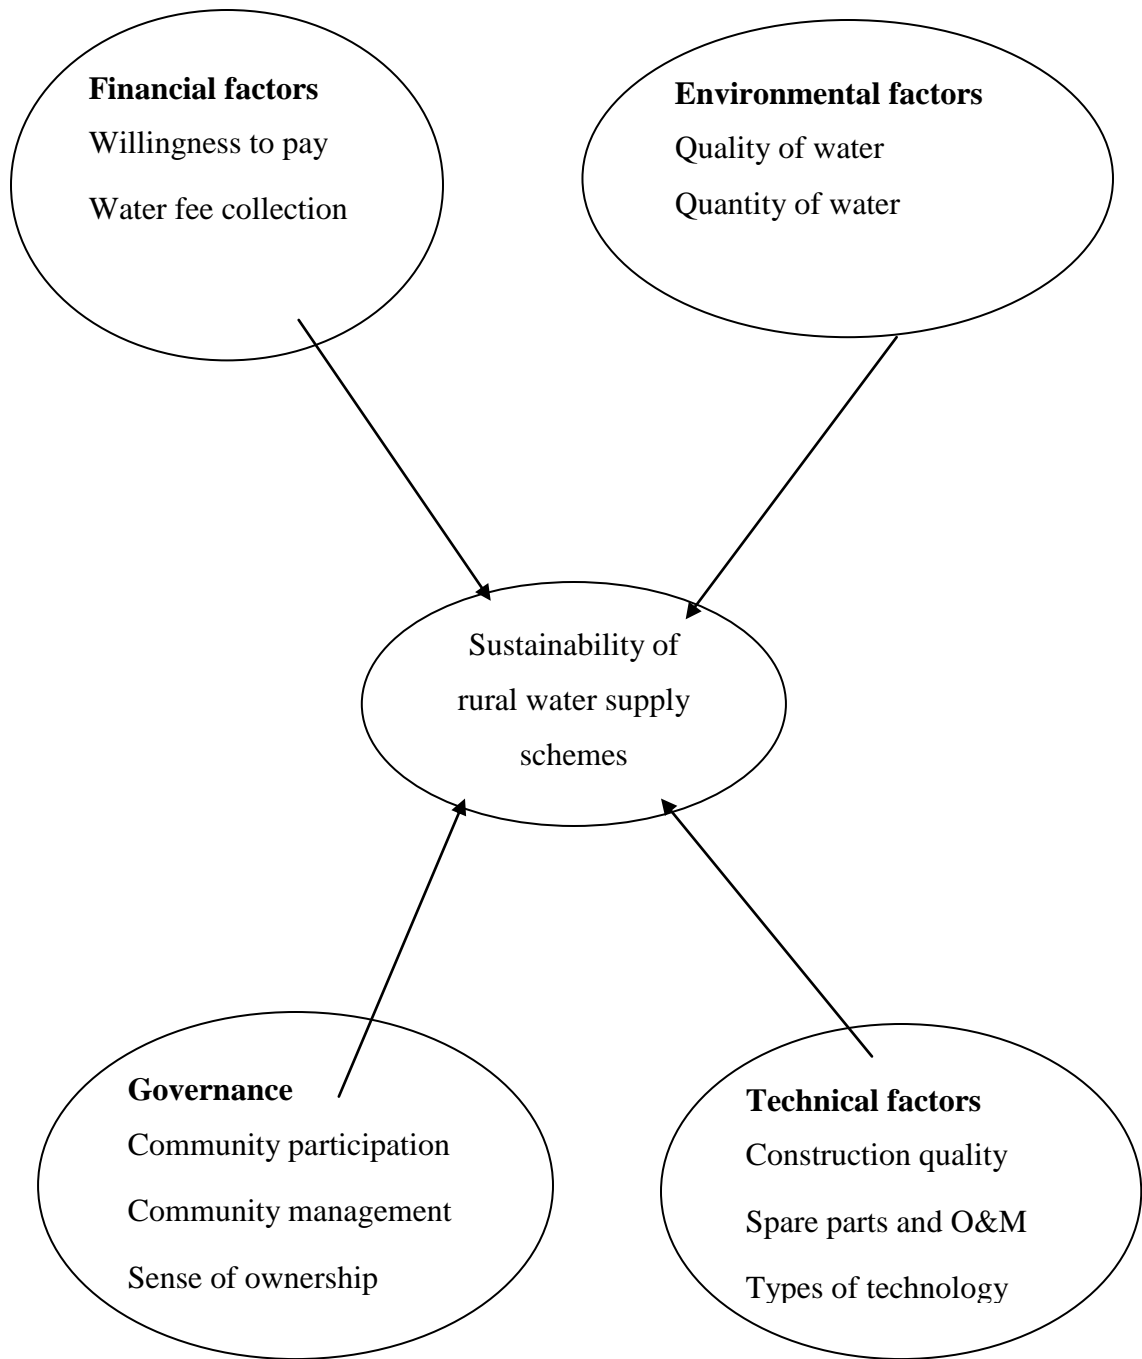 Financial factors
Willingness to pay
Water fee collection
Environmental factors
Quality of water
Quantity of water
Sustainability of
rural water supply
schemes
Governance
Community participation
Community management
Sense of ownership
Technical factors
Construction quality
Spare parts and O&M
Types of technology